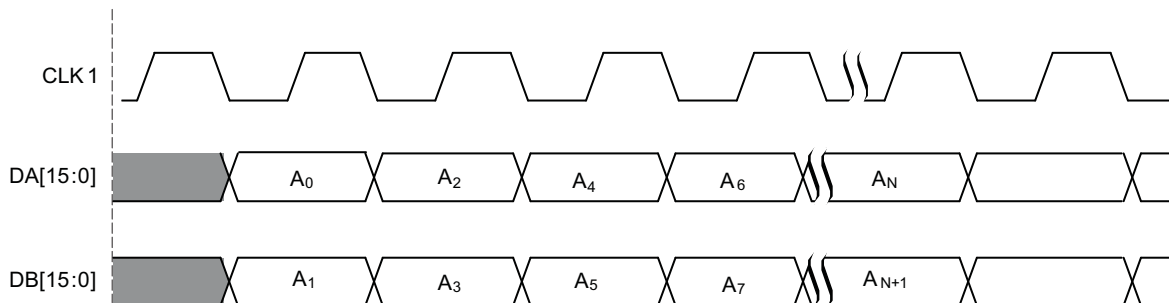 CLK 1
DA[15:0] A0 A2 A4 A6 AN
DB[15:0] A1 A3 A5 A7 AN+1